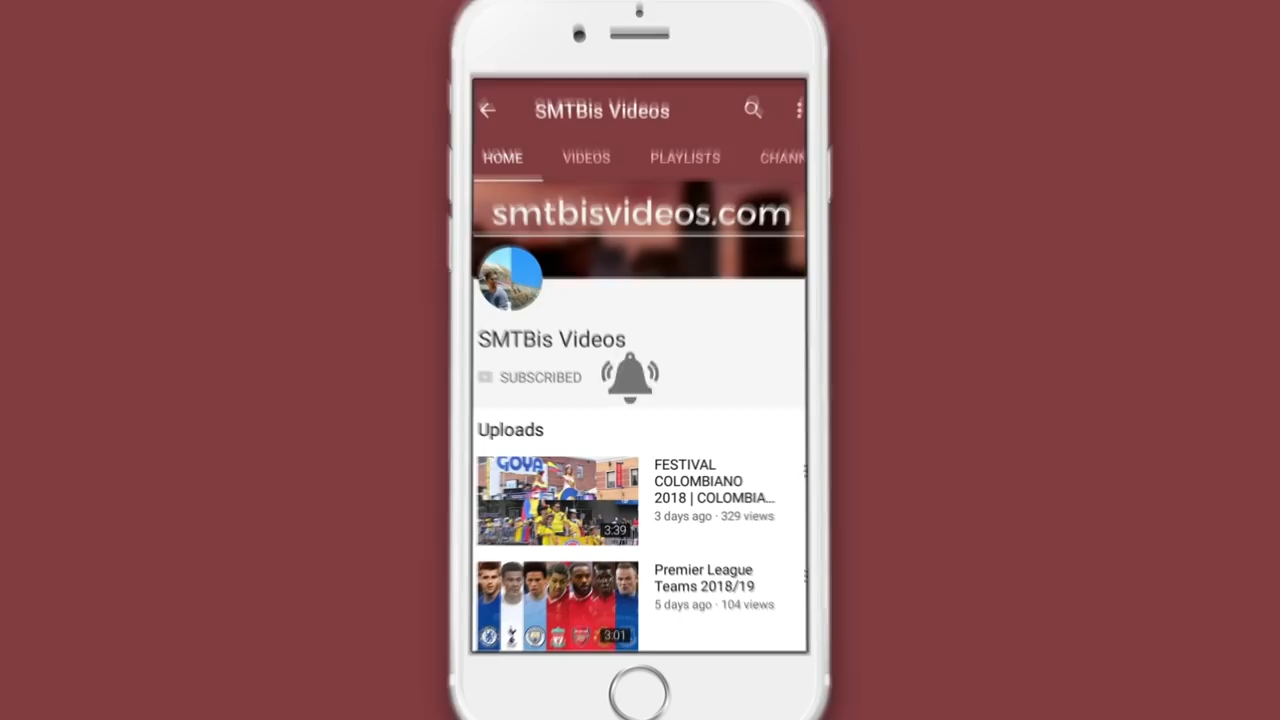 SMTBis Videos
HOME VIDEOS PLAYLISTS CHANN
smtbisvideos.com
SMTBis Videos
SUBSCRIBED
Uploads
GOYA
3:39
FESTIVAL
COLOMBIANO
2018 | COLOMBIA...
3 days ago · 329 views
3:01
Premier League
Teams 2018/19
5 days ago · 104 views